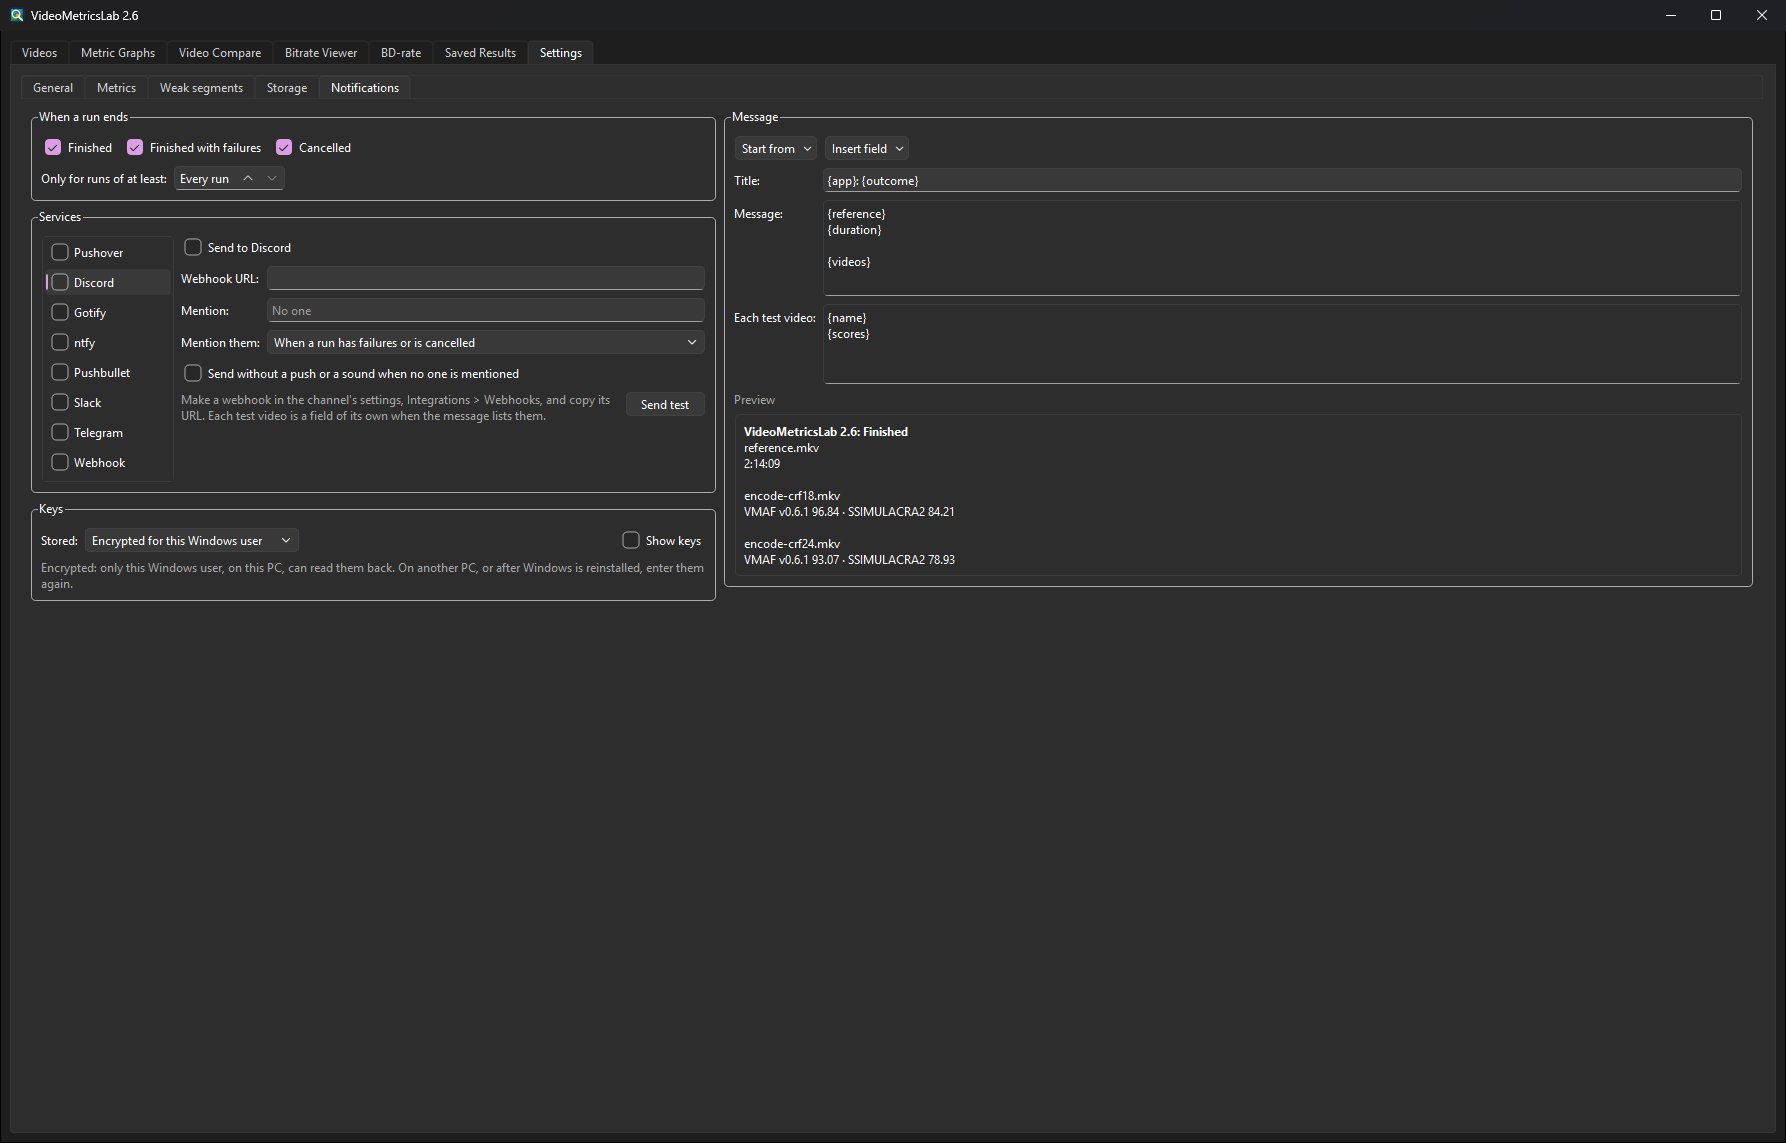 VideoMetricsLab 2.6
Videos Metric Graphs Video Compare Bitrate Viewer BD-rate Saved Results Settings
General Metrics Weak segments Storage Notifications
When a run ends
Finished Finished with failures Cancelled
Only for runs of at least: Every run
Services
Pushover
Discord
Gotify
ntfy
Pushbullet
Slack
Telegram
Webhook
Send to Discord
Webhook URL:
Mention: No one
Mention them: When a run has failures or is cancelled
Send without a push or a sound when no one is mentioned
Make a webhook in the channel's settings, Integrations > Webhooks, and copy its
URL. Each test video is a field of its own when the message lists them.
Send test
Keys
Stored: Encrypted for this Windows user Show keys
Encrypted: only this Windows user, on this PC, can read them back. On another PC, or after Windows is reinstalled, enter them
again.
Message
Start from Insert field
Title: {app}: {outcome}
Message: {reference}
{duration}
{videos}
Each test video: {name}
{scores}
Preview
VideoMetricsLab 2.6: Finished
reference.mkv
2:14:09
encode-crf18.mkv
VMAF v0.6.1 96.84 · SSIMULACRA2 84.21
encode-crf24.mkv
VMAF v0.6.1 93.07 · SSIMULACRA2 78.93